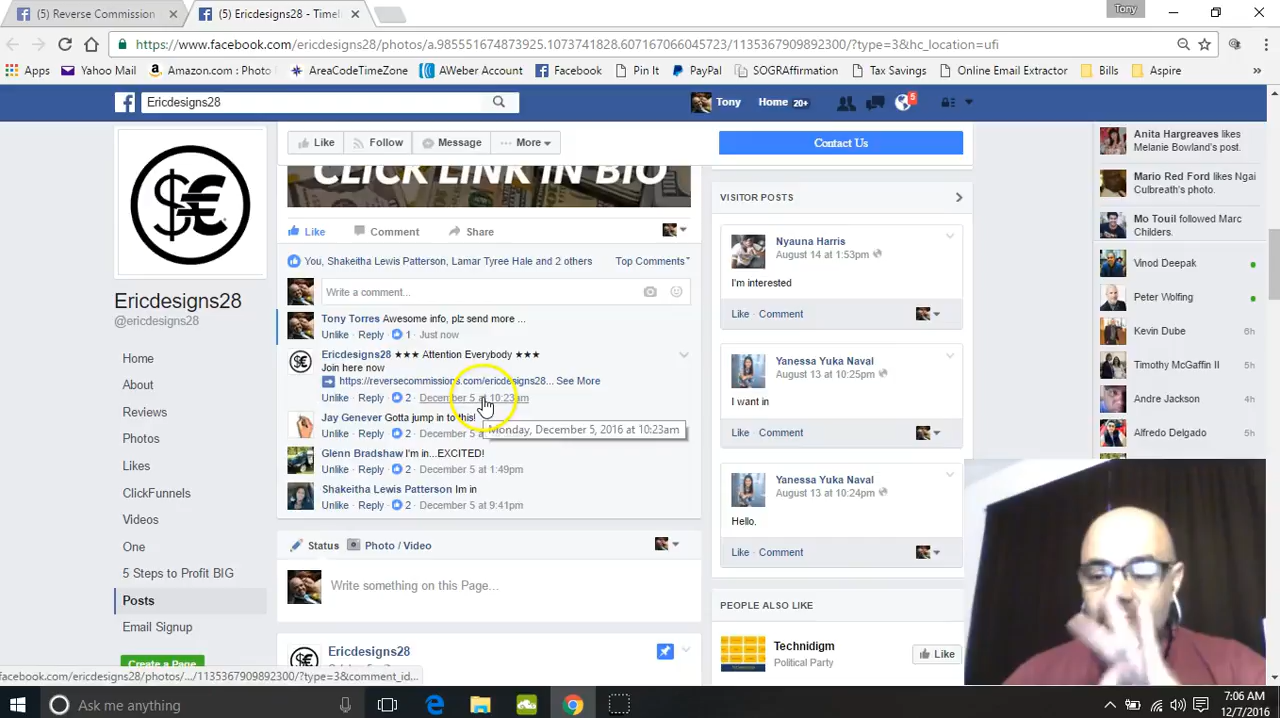 Tony
(5) Reverse Commission
(5) Ericdesigns28 - Timel
https://www.facebook.com/ericdesigns28/photos/a.985551674873925.1073741828.607167066045723/1135367909892300/?type=3&hc_location=ufi
Apps Yahoo Mail Amazon.com : Photo AreaCodeTimeZone AWeber Account Facebook Pin It PayPal SOGRAffirmation Tax Savings Online Email Extractor Bills Aspire »
Ericdesigns28
Tony Home 20+ 5
Like Follow Message More
Contact Us
CLICK LINK IN BIO
Like Comment Share
You, Shakeitha Lewis Patterson, Lamar Tyree Hale and 2 others Top Comments
Write a comment...
Tony Torres Awesome info, plz send more ...
Unlike · Reply · 1 · Just now
Ericdesigns28 ★★★ Attention Everybody ★★★
Join here now
https://reversecommissions.com/ericdesigns28... See More
Unlike · Reply · 2 · December 5 at 10:23am
Jay Genever Gotta jump in to this!
Unlike · Reply · 2 · December 5
Monday, December 5, 2016 at 10:23am
Glenn Bradshaw I'm in...EXCITED!
Unlike · Reply · 2 · December 5 at 1:49pm
Shakeitha Lewis Patterson Im in
Unlike · Reply · 2 · December 5 at 9:41pm
Status Photo / Video
Write something on this Page...
Ericdesigns28
$€
Ericdesigns28
@ericdesigns28
Home
About
Reviews
Photos
Likes
ClickFunnels
Videos
One
5 Steps to Profit BIG
Posts
Email Signup
Create a Page
VISITOR POSTS
Nyauna Harris
August 14 at 1:53pm
I'm interested
Like · Comment
Yanessa Yuka Naval
August 13 at 10:25pm
I want in
Like · Comment
Yanessa Yuka Naval
August 13 at 10:24pm
Hello.
Like · Comment
PEOPLE ALSO LIKE
Technidigm
Political Party
Like
Anita Hargreaves likes
Melanie Bowland's post.
Mario Red Ford likes Ngai
Culbreath's photo.
Mo Touil followed Marc
Childers.
Vinod Deepak
Peter Wolfing
Kevin Dube 6h
Timothy McGaffin II 6h
Andre Jackson 4h
Alfredo Delgado 5h
facebook.com/ericdesigns28/photos/.../1135367909892300/?type=3&comment_id...
Ask me anything
7:06 AM
12/7/2016